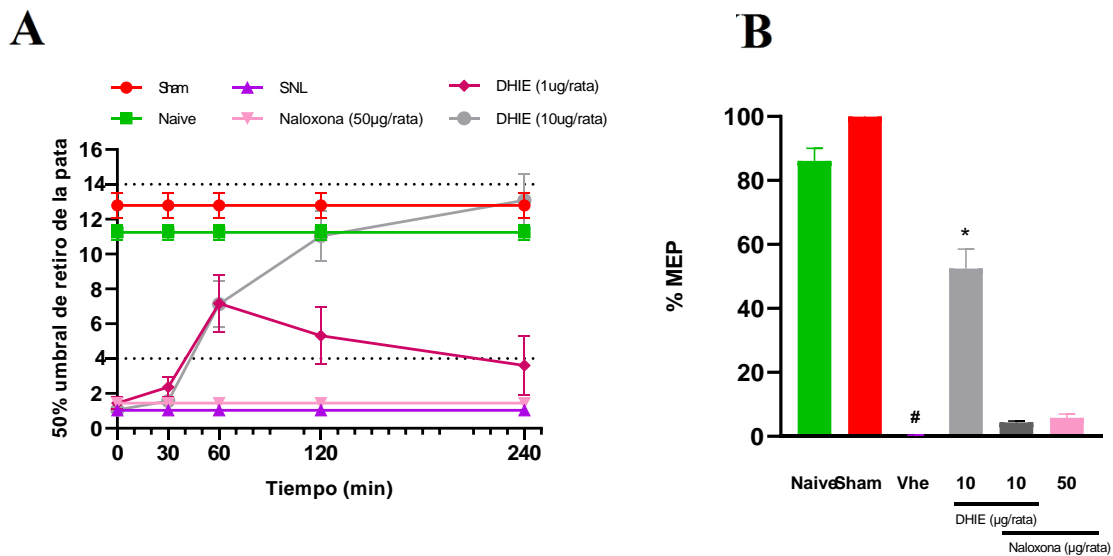 A
Sham
SNL
DHIE (1ug/rata)
Naive
Naloxona (50µg/rata)
DHIE (10ug/rata)
50% umbral de retiro de la pata
16
14
12
10
8
6
4
2
0
0 30 60 120 240
Tiempo (min)
B
% MEP
100
80
60
40
20
0
#
*
Naive Sham Vhe 10 10 50
DHIE (µg/rata)
Naloxona (µg/rata)